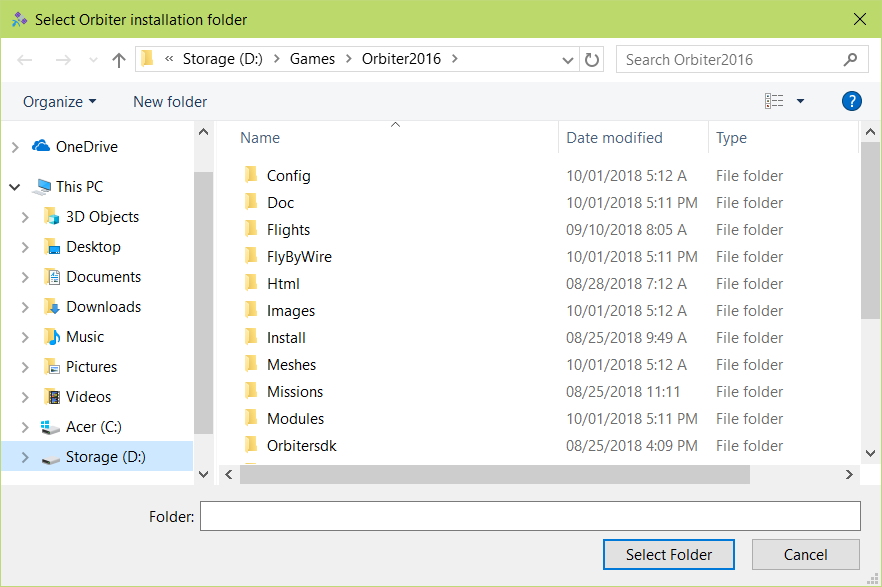 Select Orbiter installation folder
« Storage (D:) > Games > Orbiter2016 >
Search Orbiter2016
Organize
New folder
?
OneDrive
This PC
3D Objects
Desktop
Documents
Downloads
Music
Pictures
Videos
Acer (C:)
Storage (D:)
Name Date modified Type
Config 10/01/2018 5:12 A File folder
Doc 10/01/2018 5:11 PM File folder
Flights 09/10/2018 8:05 A File folder
FlyByWire 10/01/2018 5:11 PM File folder
Html 08/28/2018 7:12 A File folder
Images 10/01/2018 5:12 A File folder
Install 08/25/2018 9:49 A File folder
Meshes 10/01/2018 5:12 A File folder
Missions 08/25/2018 11:11 File folder
Modules 10/01/2018 5:11 PM File folder
Orbitersdk 08/25/2018 4:09 PM File folder
Folder:
Select Folder
Cancel